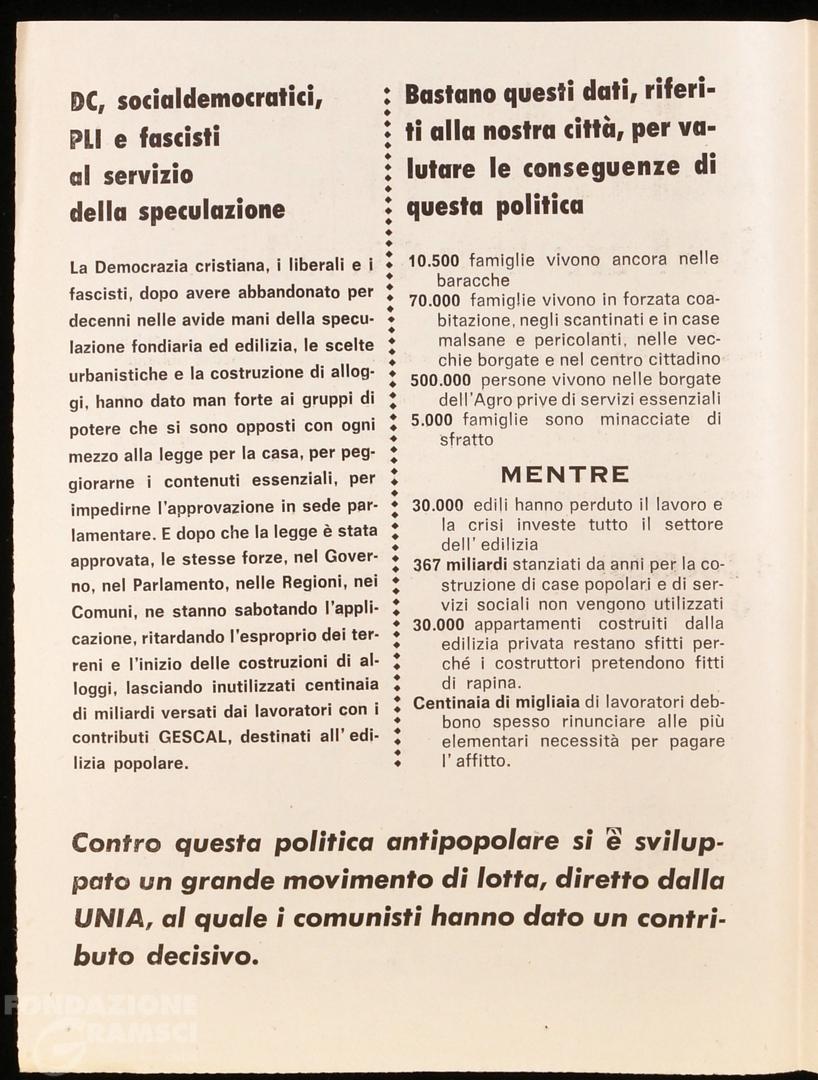 DC, socialdemocratici,
PLI e fascisti
al servizio
della speculazione
La Democrazia cristiana, i liberali e i
fascisti, dopo avere abbandonato per
decenni nelle avide mani della specu-
lazione fondiaria ed edilizia, le scelte
urbanistiche e la costruzione di allog-
gi, hanno dato man forte ai gruppi di
potere che si sono opposti con ogni
mezzo alla legge per la casa, per peg-
giorarne i contenuti essenziali, per
impedirne l'approvazione in sede par-
lamentare. E dopo che la legge è stata
approvata, le stesse forze, nel Gover-
no, nel Parlamento, nelle Regioni, nei
Comuni, ne stanno sabotando l'appli-
cazione, ritardando l'esproprio dei ter-
reni e l'inizio delle costruzioni di al-
loggi, lasciando inutilizzati centinaia
di miliardi versati dai lavoratori con i
contributi GESCAL, destinati all' edi-
lizia popolare.
Bastano questi dati, riferi-
ti alla nostra città, per va-
lutare le conseguenze di
questa politica
10.500 famiglie vivono ancora nelle
baracche
70.000 famiglie vivono in forzata coa-
bitazione, negli scantinati e in case
malsane e pericolanti, nelle vec-
chie borgate e nel centro cittadino
500.000 persone vivono nelle borgate
dell'Agro prive di servizi essenziali
5.000 famiglie sono minacciate di
sfratto
MENTRE
30.000 edili hanno perduto il lavoro e
la crisi investe tutto il settore
dell' edilizia
367 miliardi stanziati da anni per la co-
struzione di case popolari e di ser-
vizi sociali non vengono utilizzati
30.000 appartamenti costruiti dalla
edilizia privata restano sfitti per-
ché i costruttori pretendono fitti
di rapina.
Centinaia di migliaia di lavoratori deb-
bono spesso rinunciare alle più
elementari necessità per pagare
l' affitto.
Contro questa politica antipopolare si è svilup-
pato un grande movimento di lotta, diretto dalla
UNIA, al quale i comunisti hanno dato un contri-
buto decisivo.
FONDAZIONE
GRAMSCI